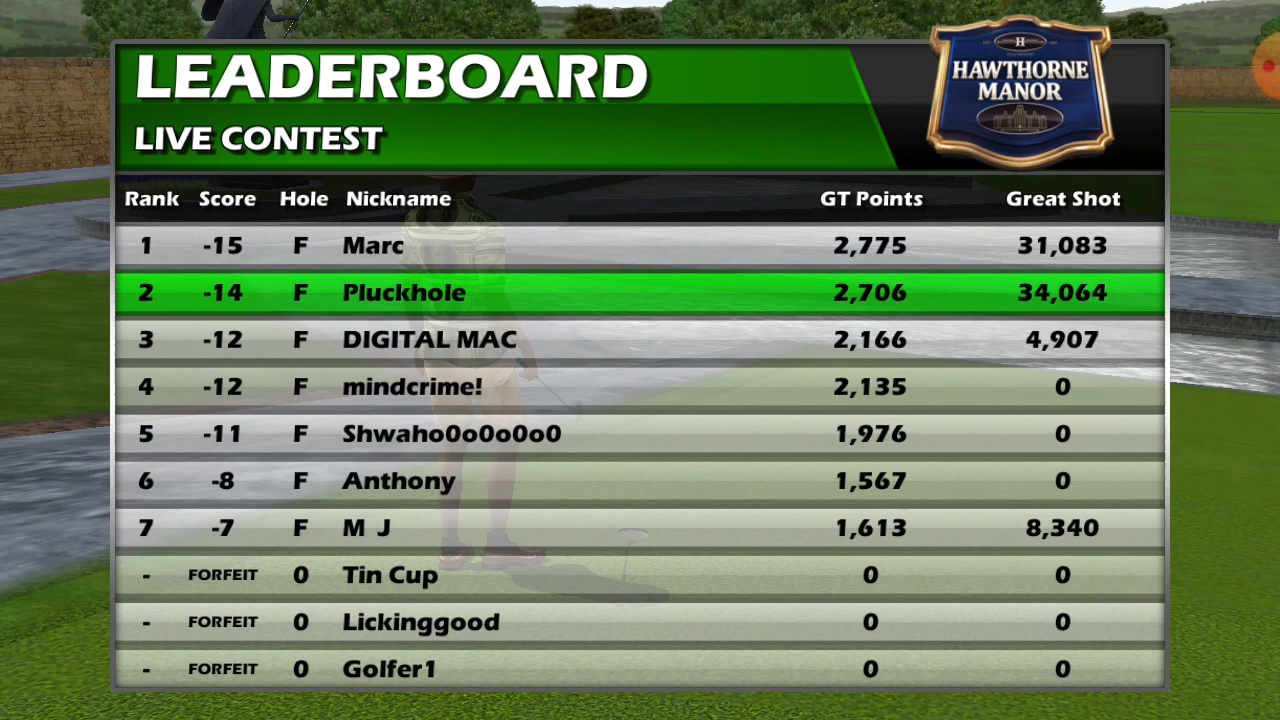 LEADERBOARD
LIVE CONTEST
H
HAWTHORNE
MANOR
Rank Score Hole Nickname GT Points Great Shot
1 -15 F Marc 2,775 31,083
2 -14 F Pluckhole 2,706 34,064
3 -12 F DIGITAL MAC 2,166 4,907
4 -12 F mindcrime! 2,135 0
5 -11 F Shwaho0o0o0o0 1,976 0
6 -8 F Anthony 1,567 0
7 -7 F M J 1,613 8,340
- FORFEIT 0 Tin Cup 0 0
- FORFEIT 0 Lickinggood 0 0
- FORFEIT 0 Golfer1 0 0